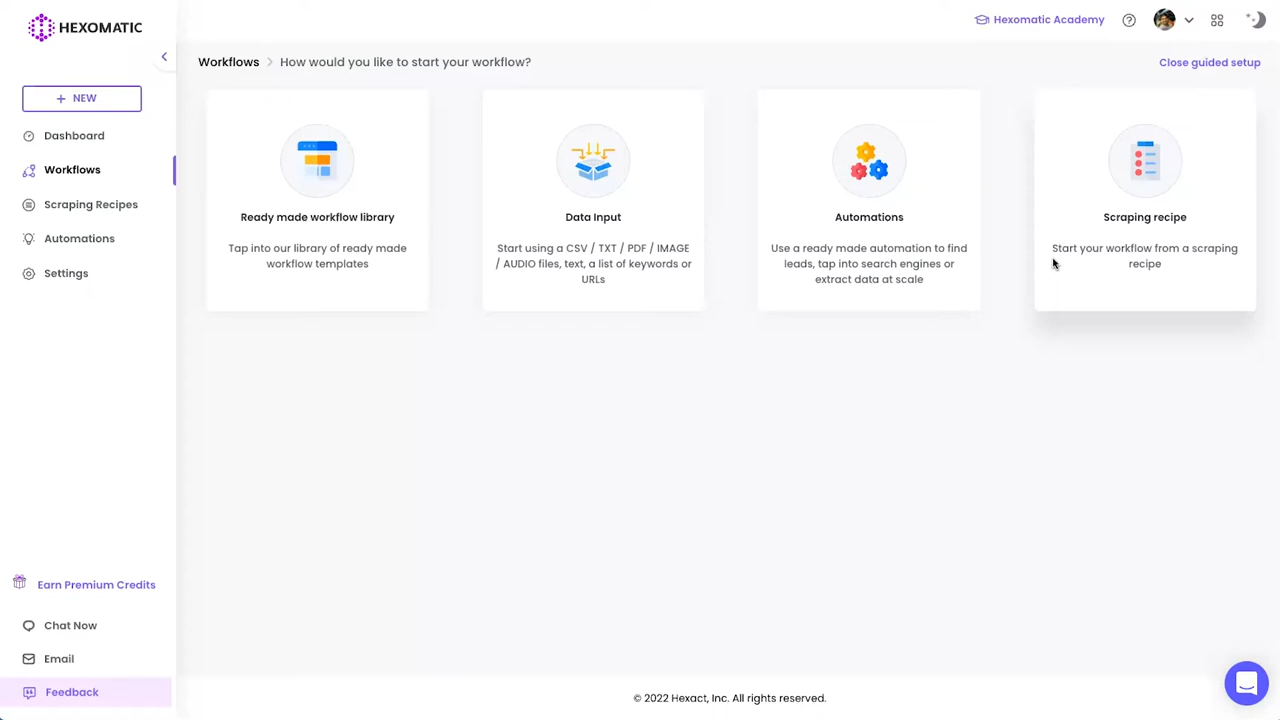 HEXOMATIC
Hexomatic Academy
Workflows > How would you like to start your workflow?
Close guided setup
+ NEW
Dashboard
Workflows
Scraping Recipes
Automations
Settings
Ready made workflow library
Tap into our library of ready made
workflow templates
Data Input
Start using a CSV / TXT / PDF / IMAGE
/ AUDIO files, text, a list of keywords or
URLs
Automations
Use a ready made automation to find
leads, tap into search engines or
extract data at scale
Scraping recipe
Start your workflow from a scraping
recipe
Earn Premium Credits
Chat Now
Email
Feedback
© 2022 Hexact, Inc. All rights reserved.